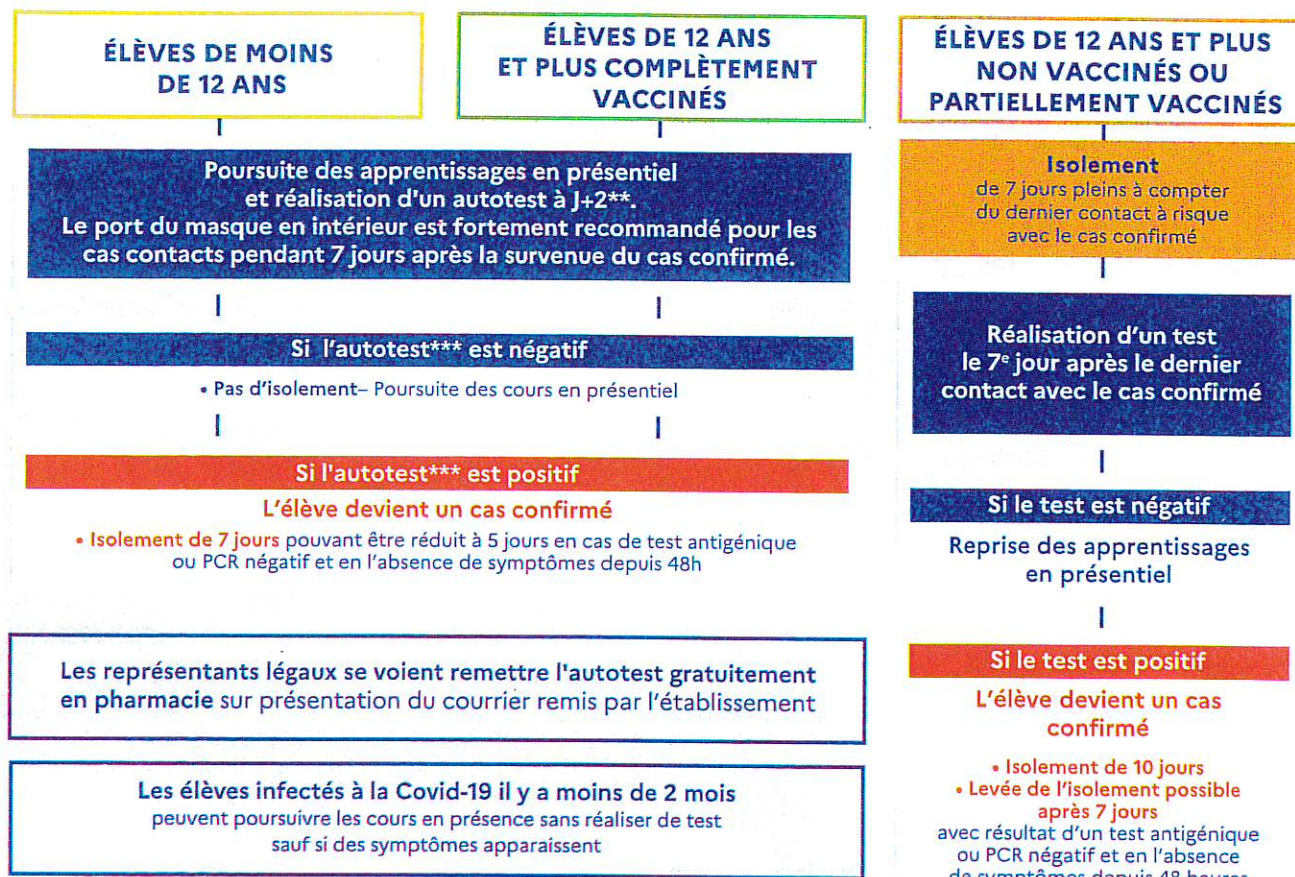 ÉLÈVES DE MOINS
DE 12 ANS
ÉLÈVES DE 12 ANS
ET PLUS COMPLÈTEMENT
VACCINÉS
Poursuite des apprentissages en présentiel
et réalisation d'un autotest à J+2**.
Le port du masque en intérieur est fortement recommandé pour les
cas contacts pendant 7 jours après la survenue du cas confirmé.
Si l'autotest*** est négatif
• Pas d'isolement– Poursuite des cours en présentiel
Si l'autotest*** est positif
L'élève devient un cas confirmé
• Isolement de 7 jours pouvant être réduit à 5 jours en cas de test antigénique
ou PCR négatif et en l'absence de symptômes depuis 48h
Les représentants légaux se voient remettre l'autotest gratuitement
en pharmacie sur présentation du courrier remis par l'établissement
Les élèves infectés à la Covid-19 il y a moins de 2 mois
peuvent poursuivre les cours en présence sans réaliser de test
sauf si des symptômes apparaissent
ÉLÈVES DE 12 ANS ET PLUS
NON VACCINÉS OU
PARTIELLEMENT VACCINÉS
Isolement
de 7 jours pleins à compter
du dernier contact à risque
avec le cas confirmé
Réalisation d'un test
le 7e jour après le dernier
contact avec le cas confirmé
Si le test est négatif
Reprise des apprentissages
en présentiel
Si le test est positif
L'élève devient un cas
confirmé
• Isolement de 10 jours
• Levée de l'isolement possible
après 7 jours
avec résultat d'un test antigénique
ou PCR négatif et en l'absence
de symptômes depuis 48 heures